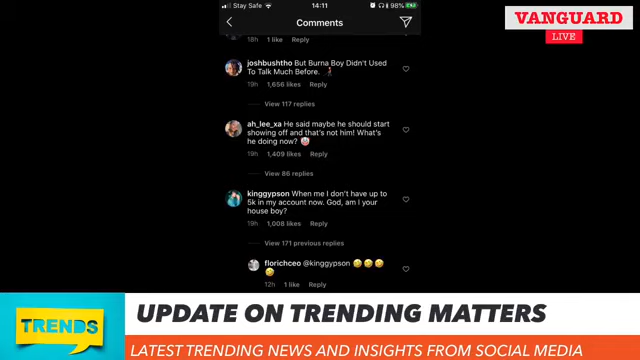 Stay Safe
14:11
98%
VANGUARD
LIVE
Comments
18h 1 like Reply
joshbushtho But Burna Boy Didn't Used
To Talk Much Before.
19h 1,656 likes Reply
View 117 replies
ah_lee_xa He said maybe he should start
showing off and that's not him! What's
he doing now? 🤡
19h 1,409 likes Reply
View 86 replies
kinggypson When me I don't have up to
5k in my account now. God, am I your
house boy?
19h 1,008 likes Reply
View 171 previous replies
florichceo @kinggypson 🤣🤣🤣
🤣
12h 1 like Reply
TRENDS
UPDATE ON TRENDING MATTERS
LATEST TRENDING NEWS AND INSIGHTS FROM SOCIAL MEDIA